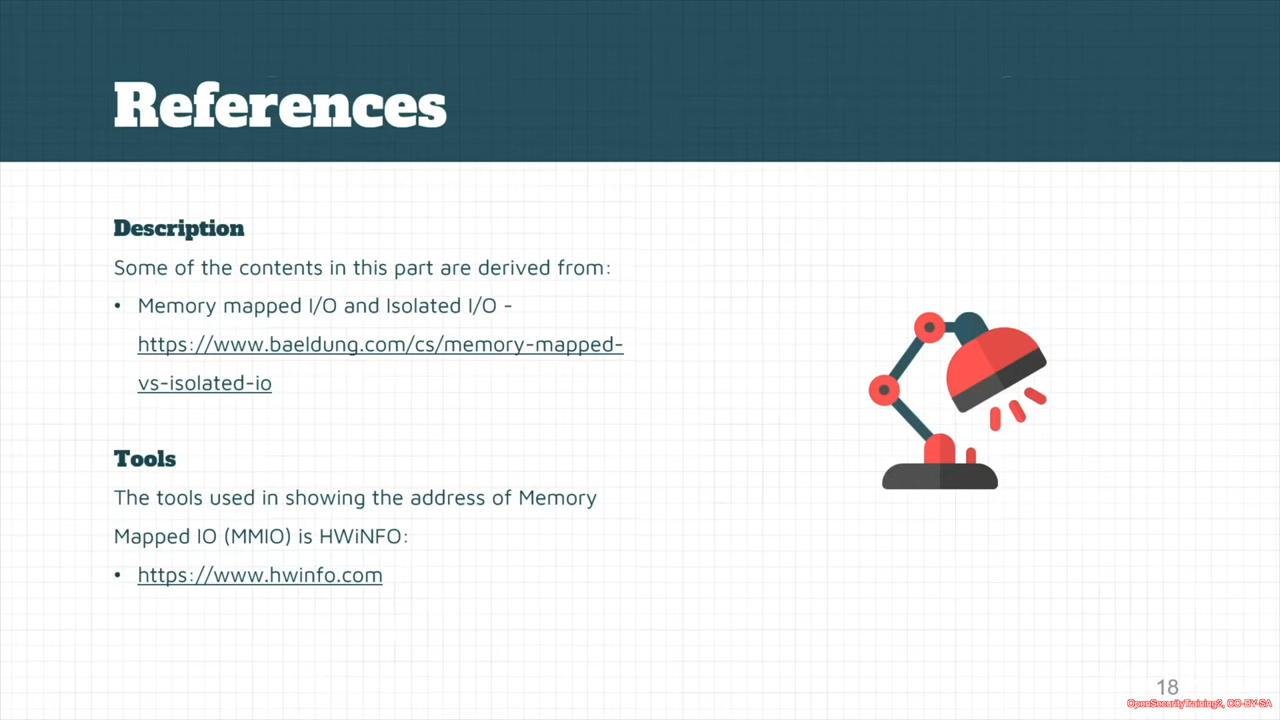 References
Description
Some of the contents in this part are derived from:
• Memory mapped I/O and Isolated I/O -
https://www.baeldung.com/cs/memory-mapped-
vs-isolated-io
Tools
The tools used in showing the address of Memory
Mapped IO (MMIO) is HWiNFO:
• https://www.hwinfo.com
18
OpenSecurityTraining2, CC-BY-SA